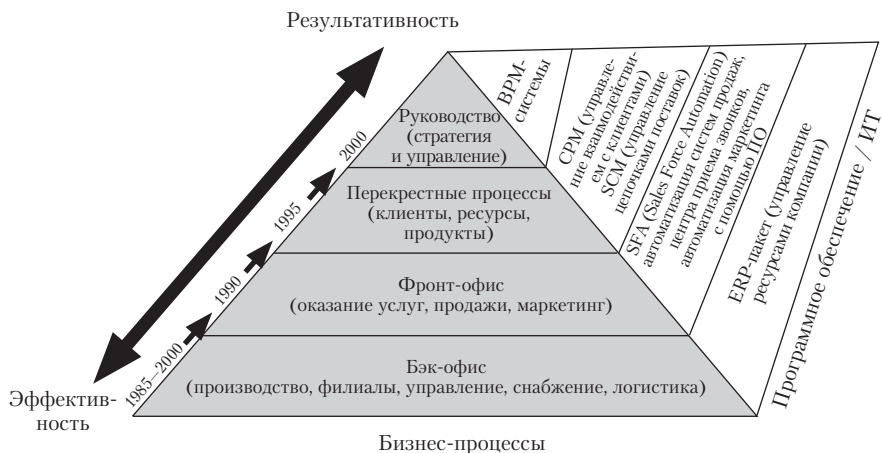 Результативность
Руководство
(стратегия
и управление)
Перекрестные процессы
(клиенты, ресурсы,
продукты)
Фронт-офис
(оказание услуг, продажи, маркетинг)
Бэк-офис
(производство, филиалы, управление, снабжение, логистика)
2000
1995
1990
1985—2000
Эффектив-
ность
Бизнес-процессы
BPM-
системы
СРМ (управле-
ние взаимодействи-
ем с клиентами)
SCM (управление
цепочками поставок)
SFA (Sales Force Automation)
автоматизация систем продаж,
центра приема звонков,
автоматизация маркетинга
с помощью ПО
ERP-пакет (управление
ресурсами компании)
Программное обеспечение / ИТ